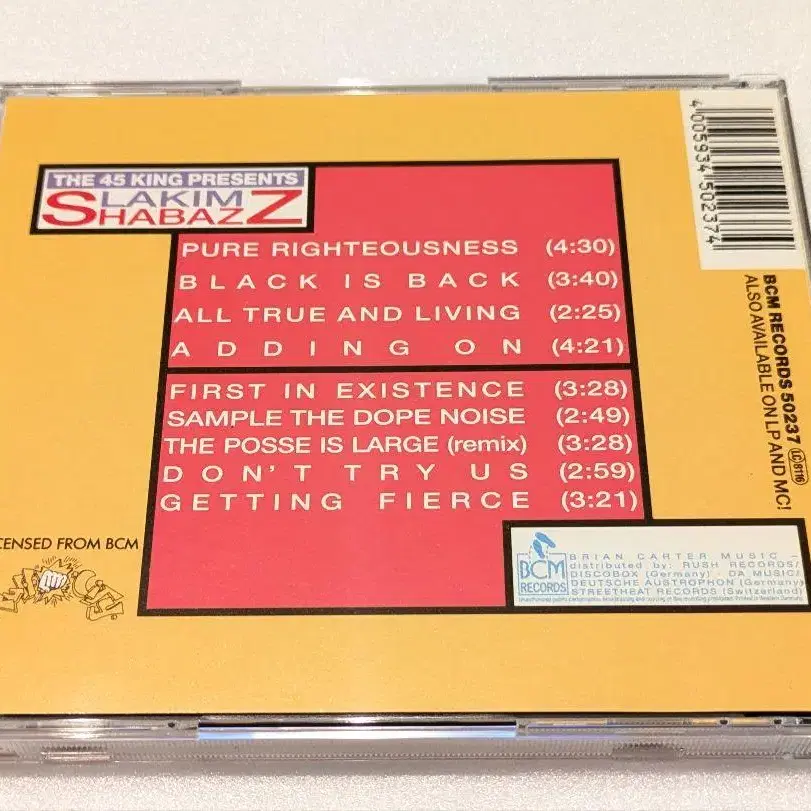 THE 45 KING PRESENTS
SLAKIM
SHABAZZ
PURE RIGHTEOUSNESS (4:30)
BLACK IS BACK (3:40)
ALL TRUE AND LIVING (2:25)
ADDING ON (4:21)
FIRST IN EXISTENCE (3:28)
SAMPLE THE DOPE NOISE (2:49)
THE POSSE IS LARGE (remix) (3:28)
DON'T TRY US (2:59)
GETTING FIERCE (3:21)
4005934 502374
BCM RECORDS 50237 LC 8116
ALSO AVAILABLE ON LP AND MC!
CENSED FROM BCM
BCM
RECORDS
BRIAN CARTER MUSIC –
distributed by: RUSH RECORDS/
DISCOBOX (Germany) - DA MUSIC/
DEUTSCHE AUSTROPHON (Germany)
STREETHEAT RECORDS (Switzerland)